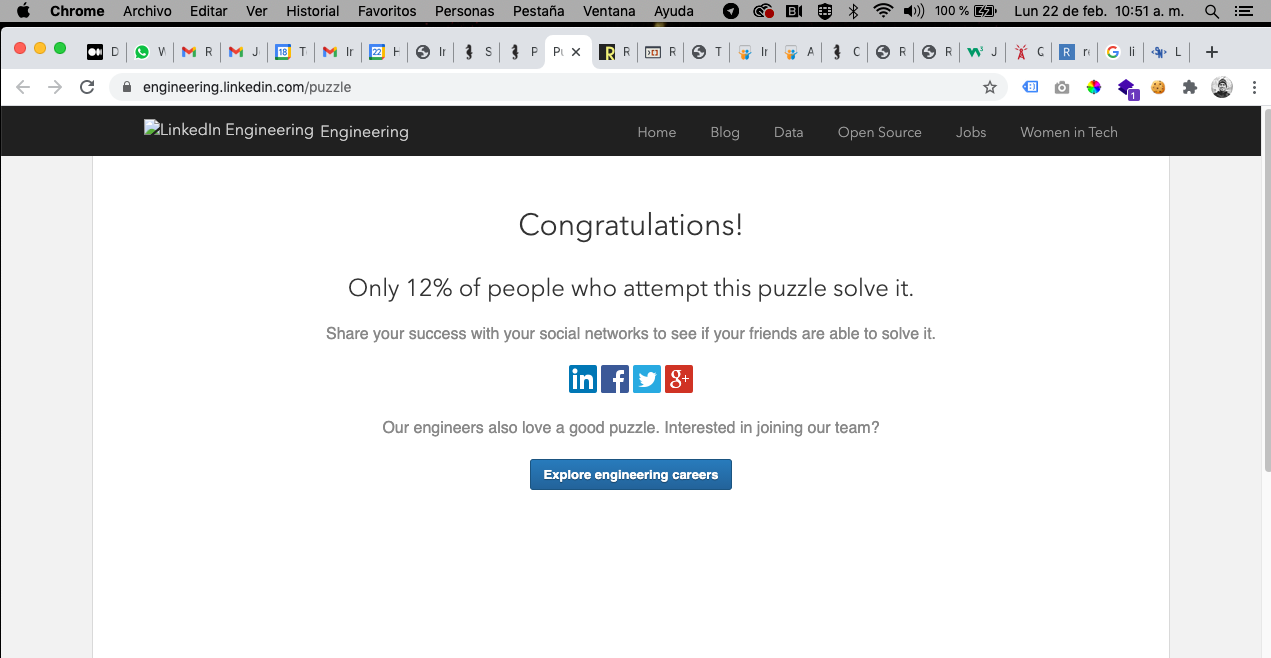 Chrome Archivo Editar Ver Historial Favoritos Personas Pestaña Ventana Ayuda 100 % Lun 22 de feb. 10:51 a. m.
D W R J 18 T Ir 22 H Ir S P Pu R R T Ir A C R R J C R re G li L
engineering.linkedin.com/puzzle
1
LinkedIn Engineering Engineering Home Blog Data Open Source Jobs Women in Tech
Congratulations!
Only 12% of people who attempt this puzzle solve it.
Share your success with your social networks to see if your friends are able to solve it.
in f g+
Our engineers also love a good puzzle. Interested in joining our team?
Explore engineering careers